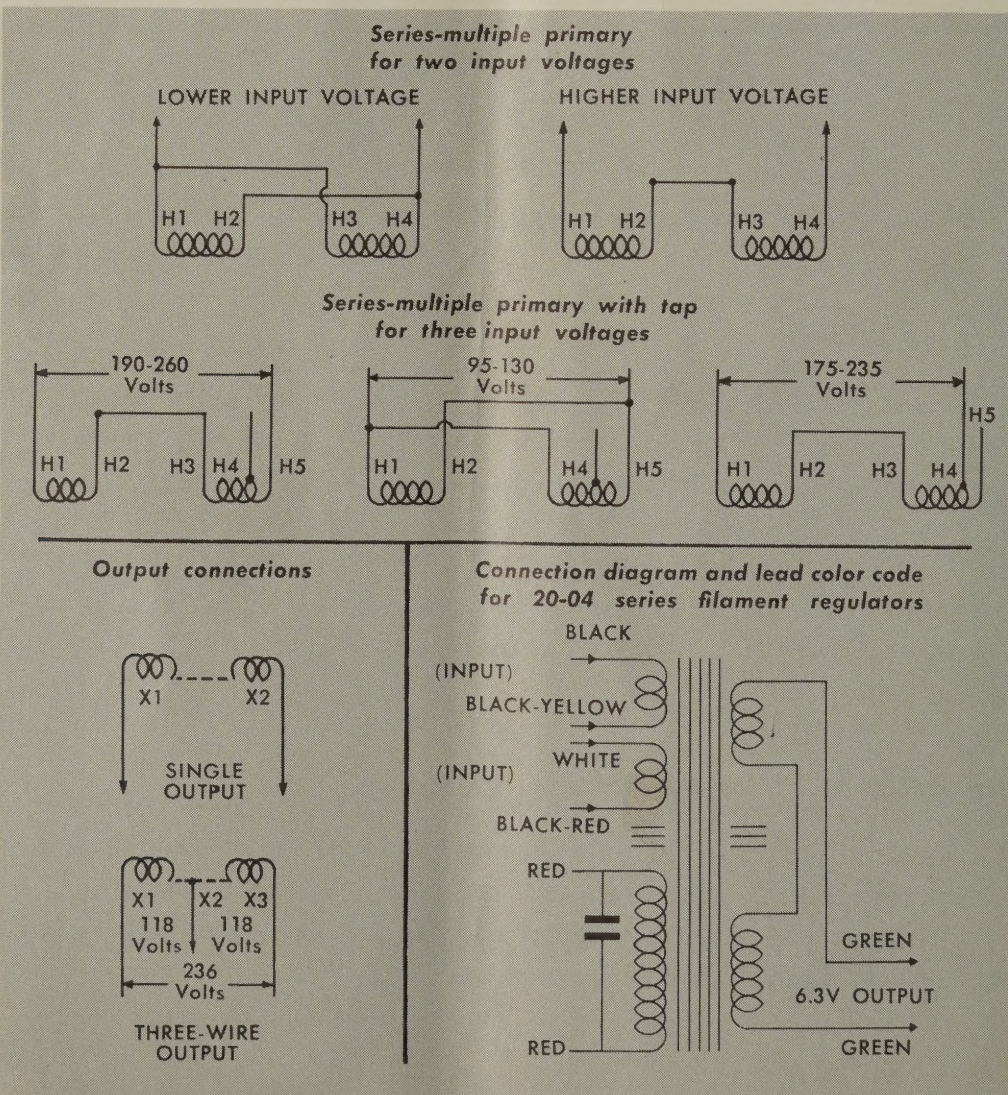 Series-multiple primary
for two input voltages
LOWER INPUT VOLTAGE
HIGHER INPUT VOLTAGE
H1 H2 H3 H4
H1 H2 H3 H4
Series-multiple primary with tap
for three input voltages
190-260
Volts
95-130
Volts
175-235
Volts
H5
H1 H2 H3 H4 H5
H1 H2 H4 H5
H1 H2 H3 H4
Output connections
X1 X2
SINGLE
OUTPUT
X1 X2 X3
118 118
Volts Volts
236
Volts
THREE-WIRE
OUTPUT
Connection diagram and lead color code
for 20-04 series filament regulators
BLACK
(INPUT)
BLACK-YELLOW
WHITE
(INPUT)
BLACK-RED
RED
GREEN
6.3V OUTPUT
RED
GREEN